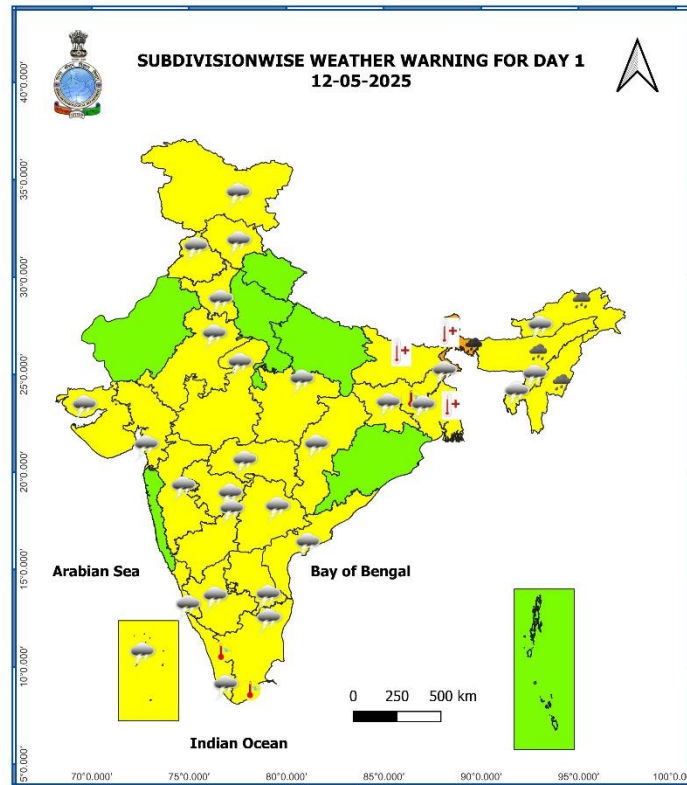 SUBDIVISIONWISE WEATHER WARNING FOR DAY 1
12-05-2025
40°0.000'
35°0.000'
30°0.000'
25°0.000'
20°0.000'
15°0.000'
10°0.000'
5°0.000'
Arabian Sea
Bay of Bengal
0 250 500 km
Indian Ocean
70°0.000' 75°0.000' 80°0.000' 85°0.000' 90°0.000' 95°0.000' 100°0.0